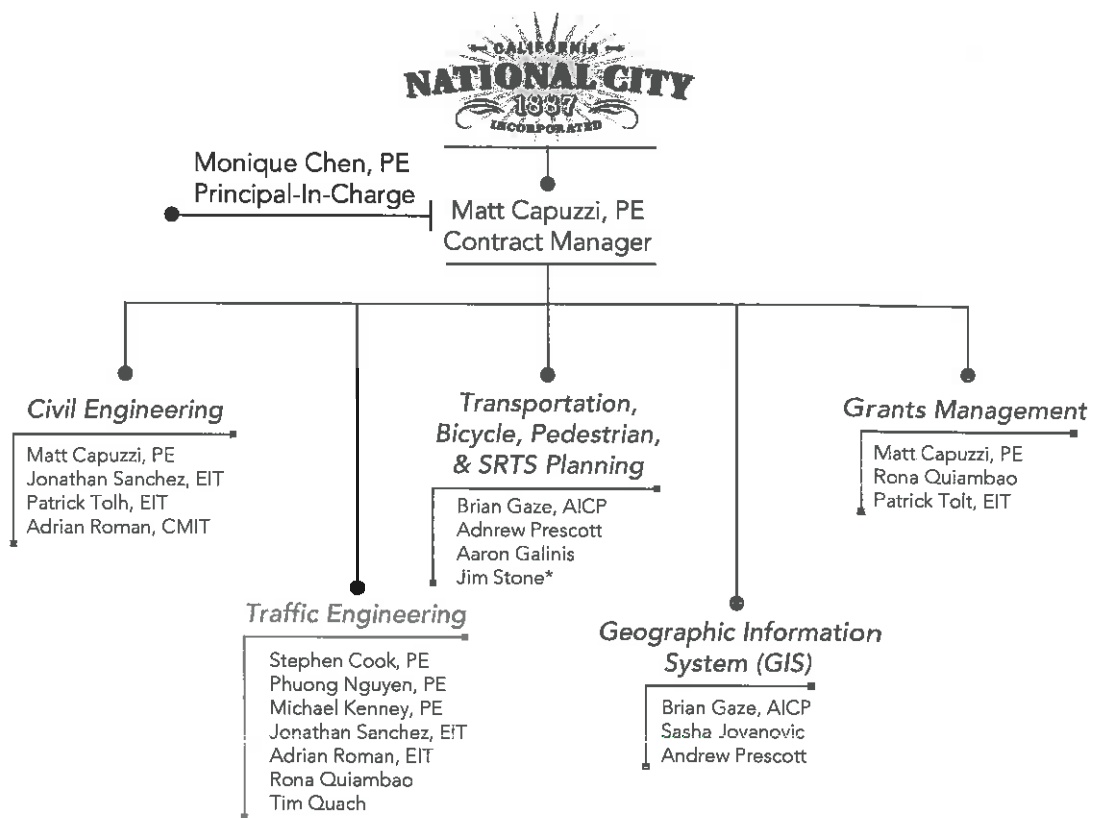 CALIFORNIA
NATIONAL CITY
1887
INCORPORATED
Monique Chen, PE
Principal-In-Charge
Matt Capuzzi, PE
Contract Manager
Civil Engineering
Matt Capuzzi, PE
Jonathan Sanchez, EIT
Patrick Tolh, EIT
Adrian Roman, CMIT
Transportation,
Bicycle, Pedestrian,
& SRTS Planning
Brian Gaze, AICP
Adnrew Prescott
Aaron Galinis
Jim Stone*
Grants Management
Matt Capuzzi, PE
Rona Quiambao
Patrick Tolt, EIT
Traffic Engineering
Stephen Cook, PE
Phuong Nguyen, PE
Michael Kenney, PE
Jonathan Sanchez, EIT
Adrian Roman, EIT
Rona Quiambao
Tim Quach
Geographic Information
System (GIS)
Brian Gaze, AICP
Sasha Jovanovic
Andrew Prescott